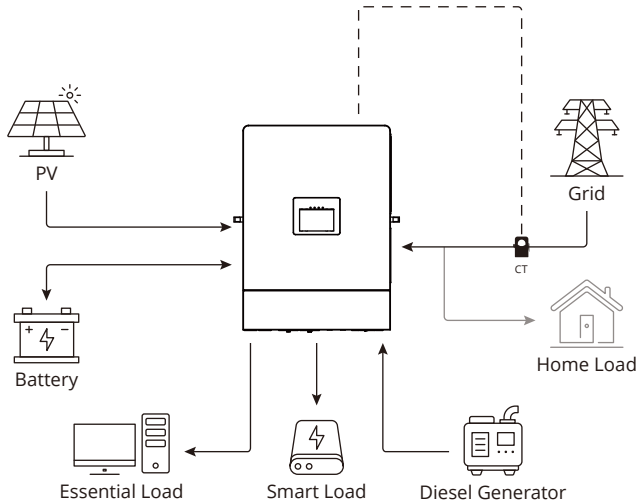 PV
Grid
CT
Home Load
+ −
Battery
Essential Load
Smart Load
Diesel Generator